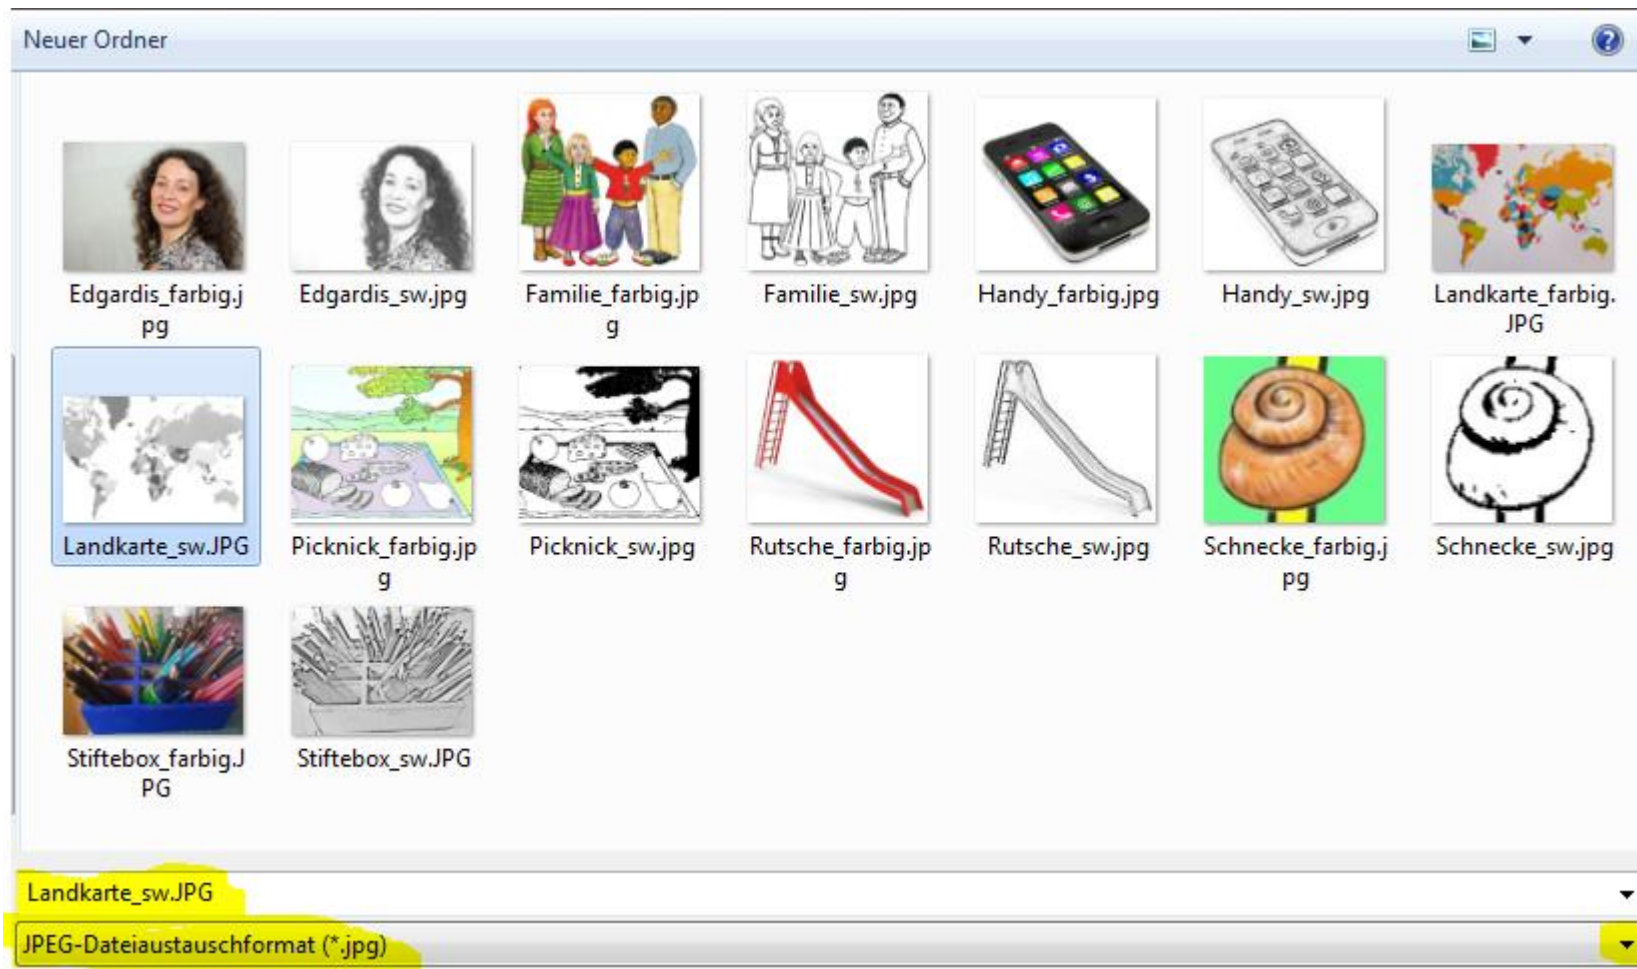 Neuer Ordner
Edgardis_farbig.j
pg
Edgardis_sw.jpg
Familie_farbig.jp
g
Familie_sw.jpg
Handy_farbig.jpg
Handy_sw.jpg
Landkarte_farbig.
JPG
Landkarte_sw.JPG
Picknick_farbig.jp
g
Picknick_sw.jpg
Rutsche_farbig.jp
g
Rutsche_sw.jpg
Schnecke_farbig.j
pg
Schnecke_sw.jpg
Stiftebox_farbig.J
PG
Stiftebox_sw.JPG
Landkarte_sw.JPG
JPEG-Dateiaustauschformat (*.jpg)